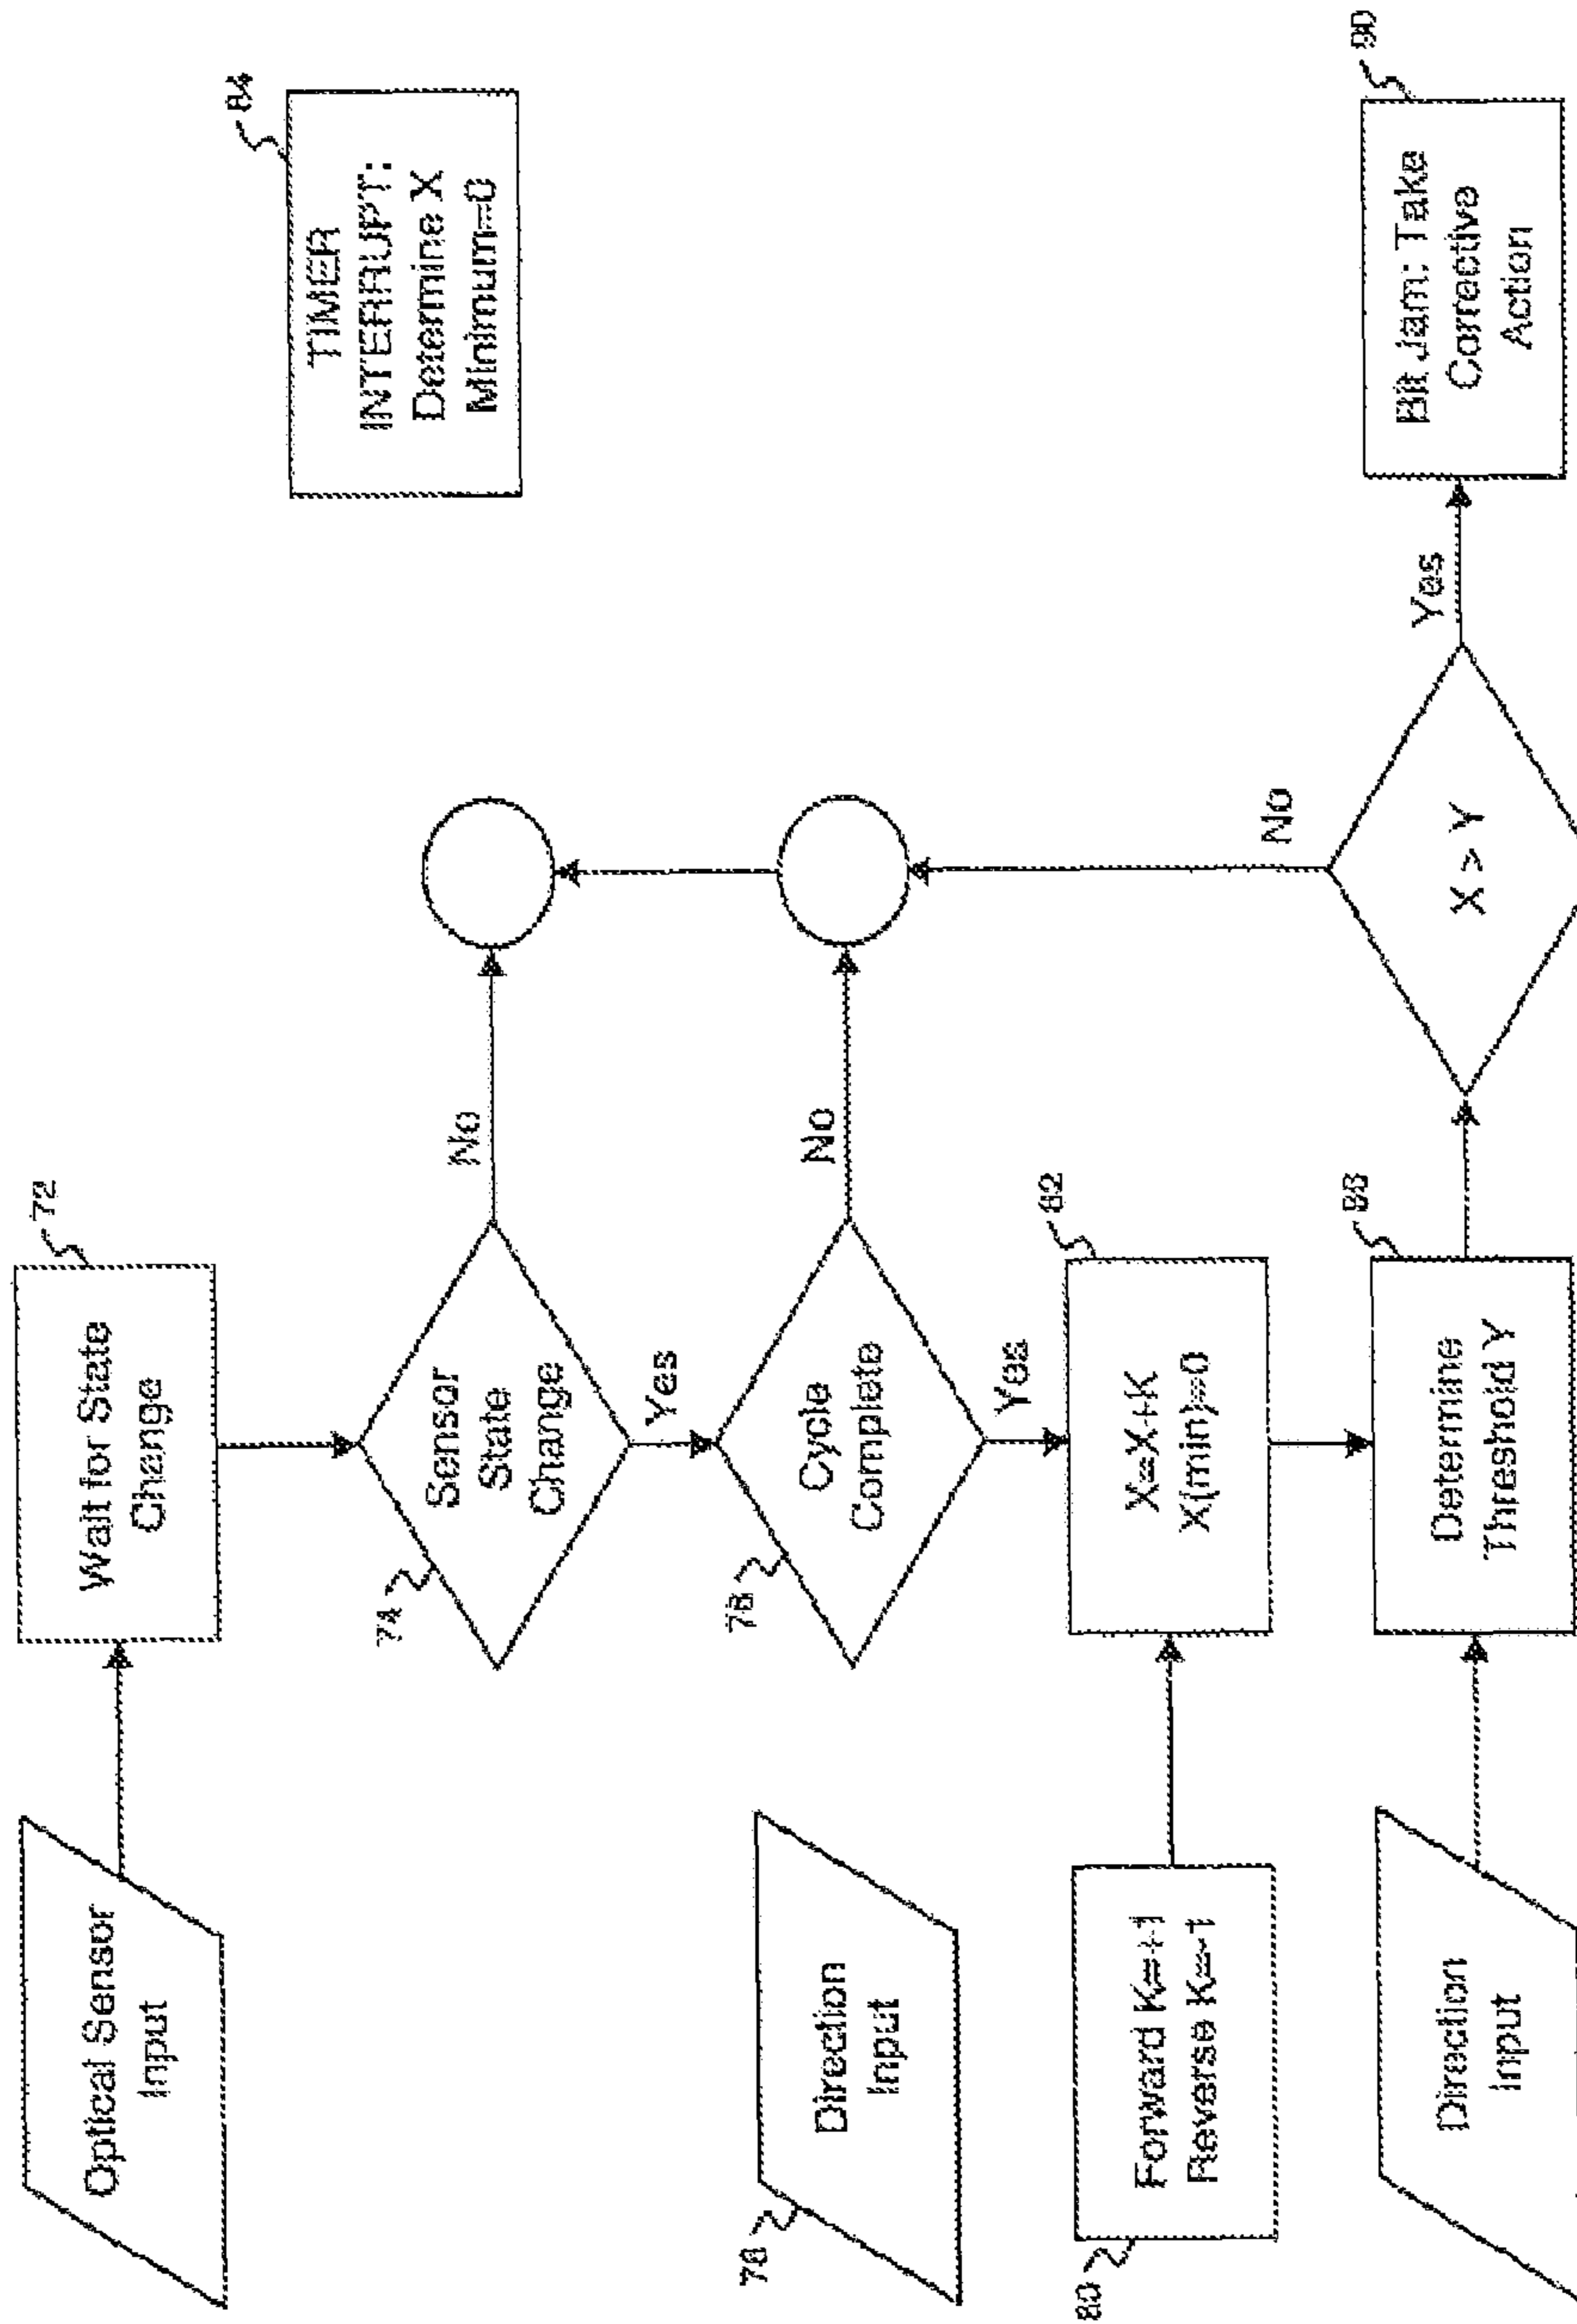 Optical Sensor
Input
Wait for State
Change
72
TIMER
INTERRUPT:
Determine X
Minimum=0
84
74
Sensor
State
Change
No
Yes
Direction
Input
78
Cycle
Complete
No
Yes
80
Forward K=+1
Reverse K=-1
X=X+K
X(min)=0
82
Direction
Input
Determine
Threshold Y
88
X > Y
No
Yes
Bit Jam: Take
Corrective
Action
90